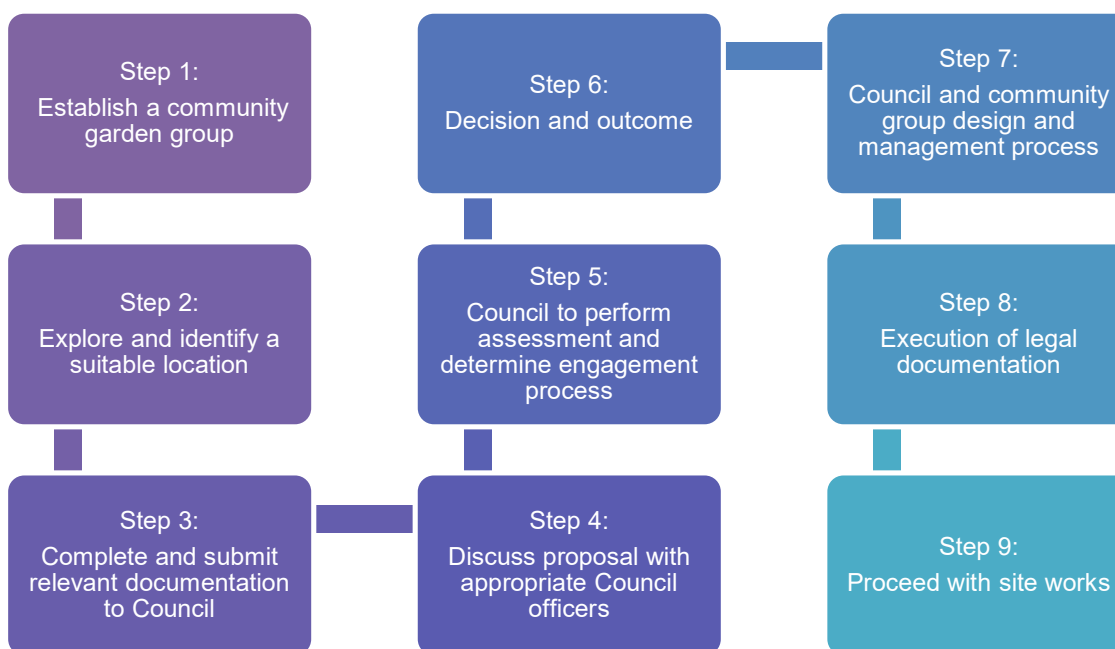 Step 1:
Establish a community
garden group
Step 2:
Explore and identify a
suitable location
Step 3:
Complete and submit
relevant documentation
to Council
Step 4:
Discuss proposal with
appropriate Council
officers
Step 5:
Council to perform
assessment and
determine engagement
process
Step 6:
Decision and outcome
Step 7:
Council and community
group design and
management process
Step 8:
Execution of legal
documentation
Step 9:
Proceed with site works